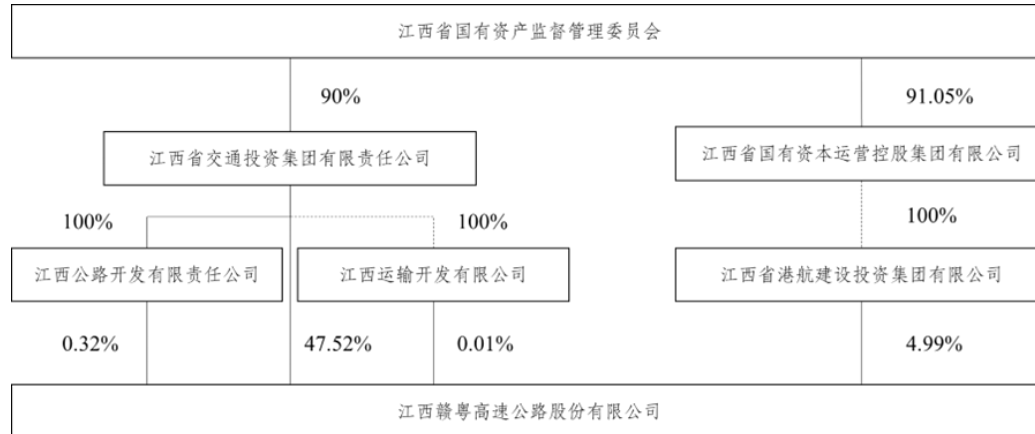 江西省国有资产监督管理委员会
90%
91.05%
江西省交通投资集团有限责任公司
江西省国有资本运营控股集团有限公司
100%
100%
100%
江西公路开发有限责任公司
江西运输开发有限公司
江西省港航建设投资集团有限公司
0.32%
47.52%
0.01%
4.99%
江西赣粤高速公路股份有限公司